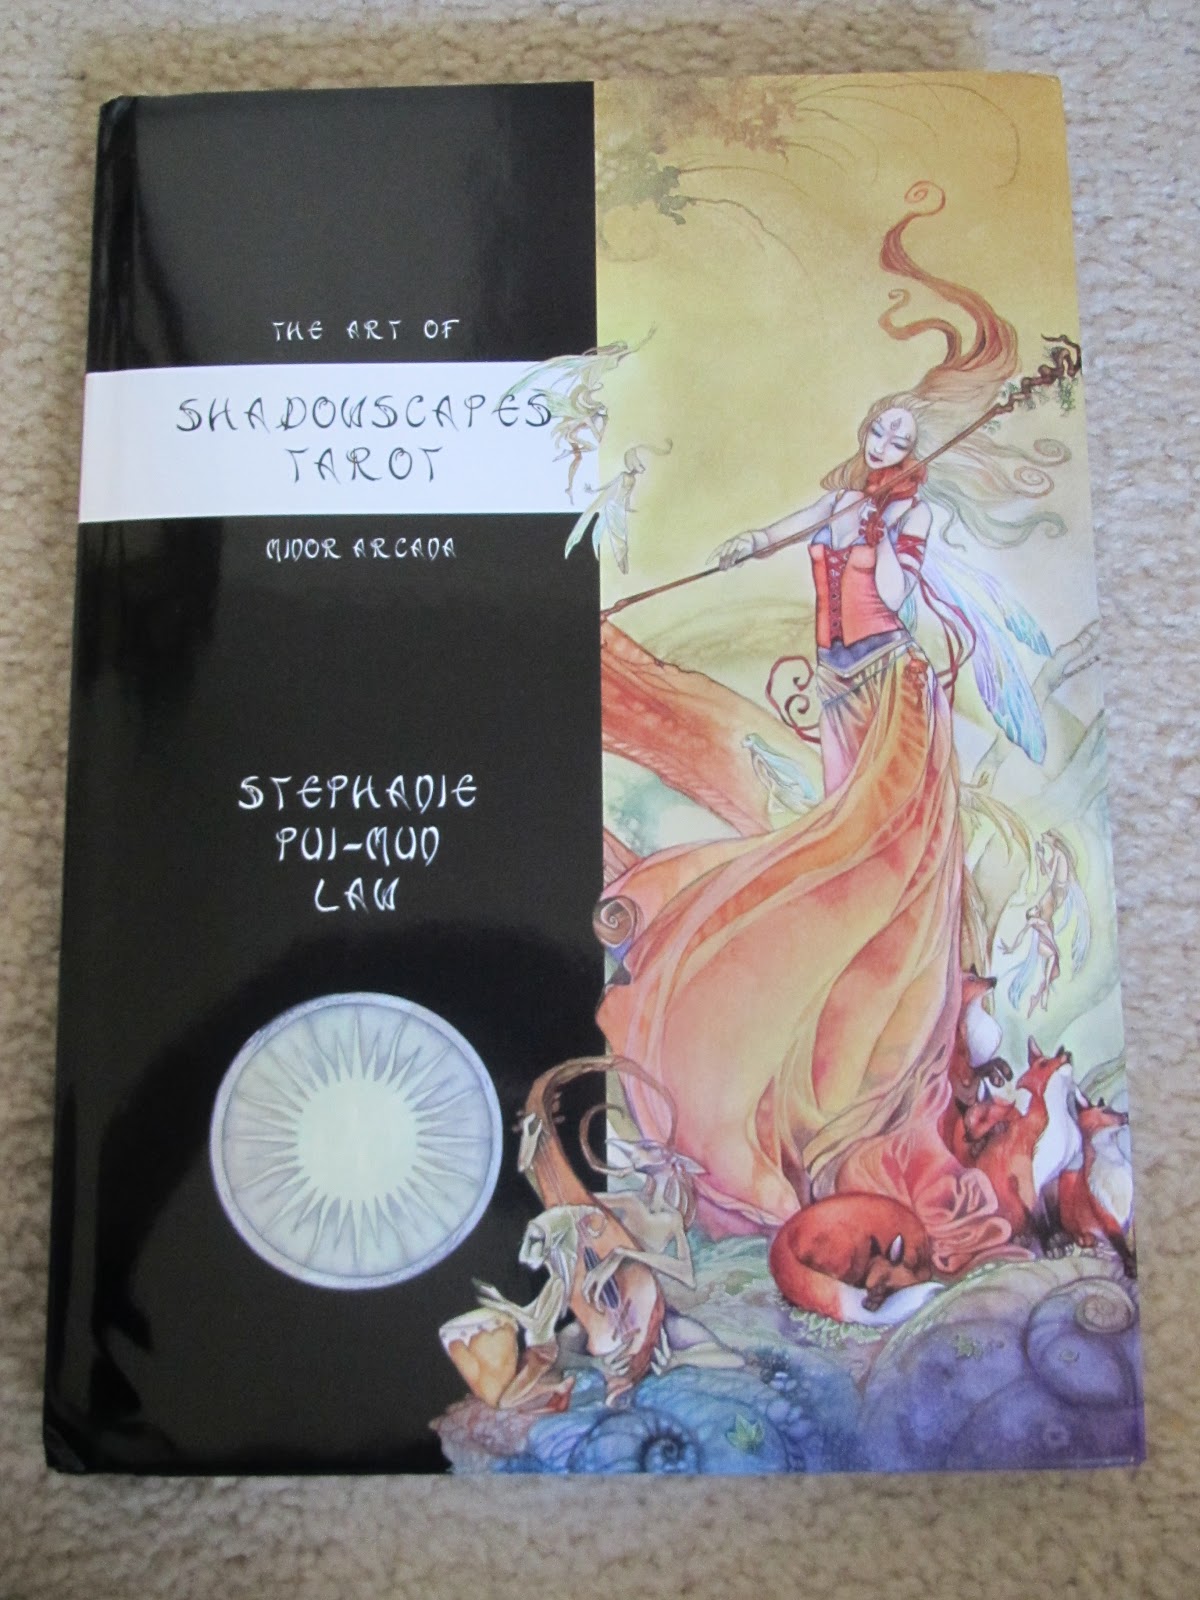 THE ART OF
SHADOWSCAPES
TAROT
MINOR ARCANA
STEPHANIE
PUI-MUN
LAW